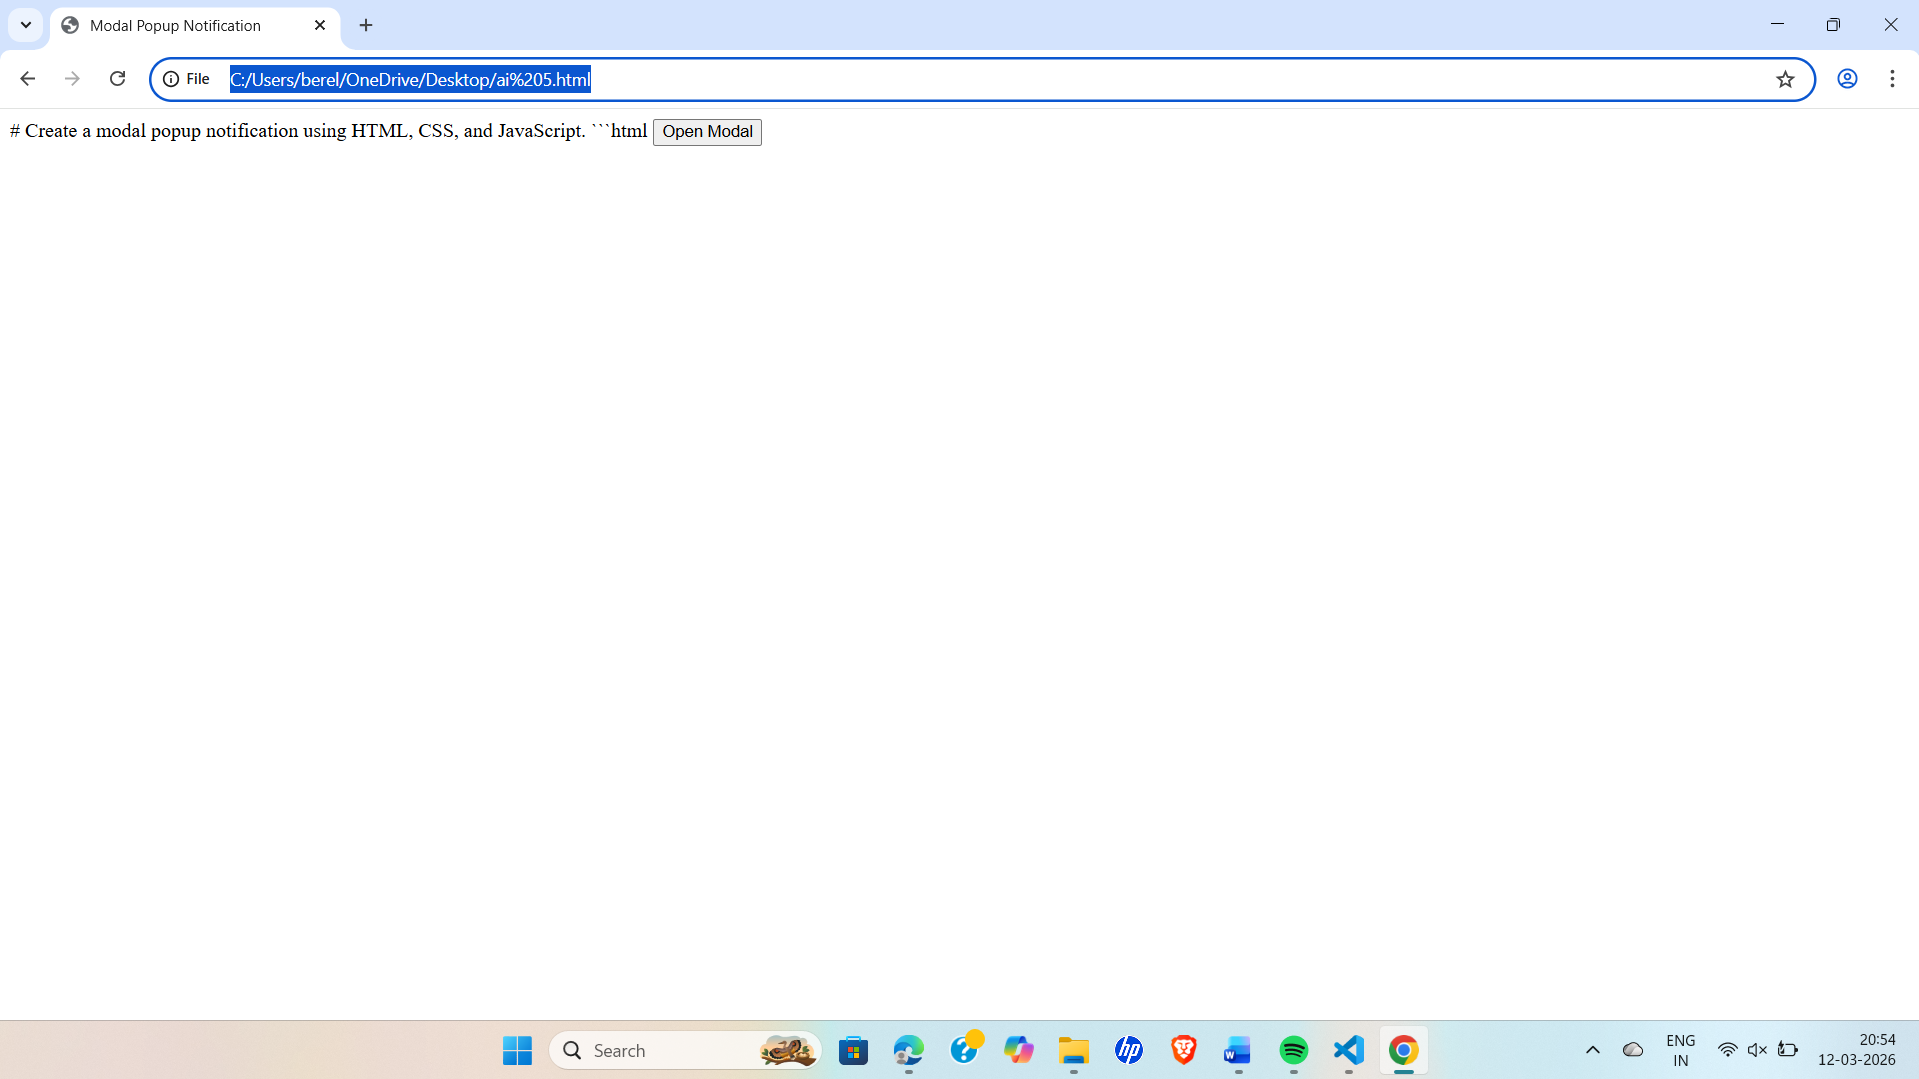 Modal Popup Notification
File
C:/Users/berel/OneDrive/Desktop/ai%205.html
# Create a modal popup notification using HTML, CSS, and JavaScript. ```html Open Modal
Search
hp
W
ENG
IN
20:54
12-03-2026